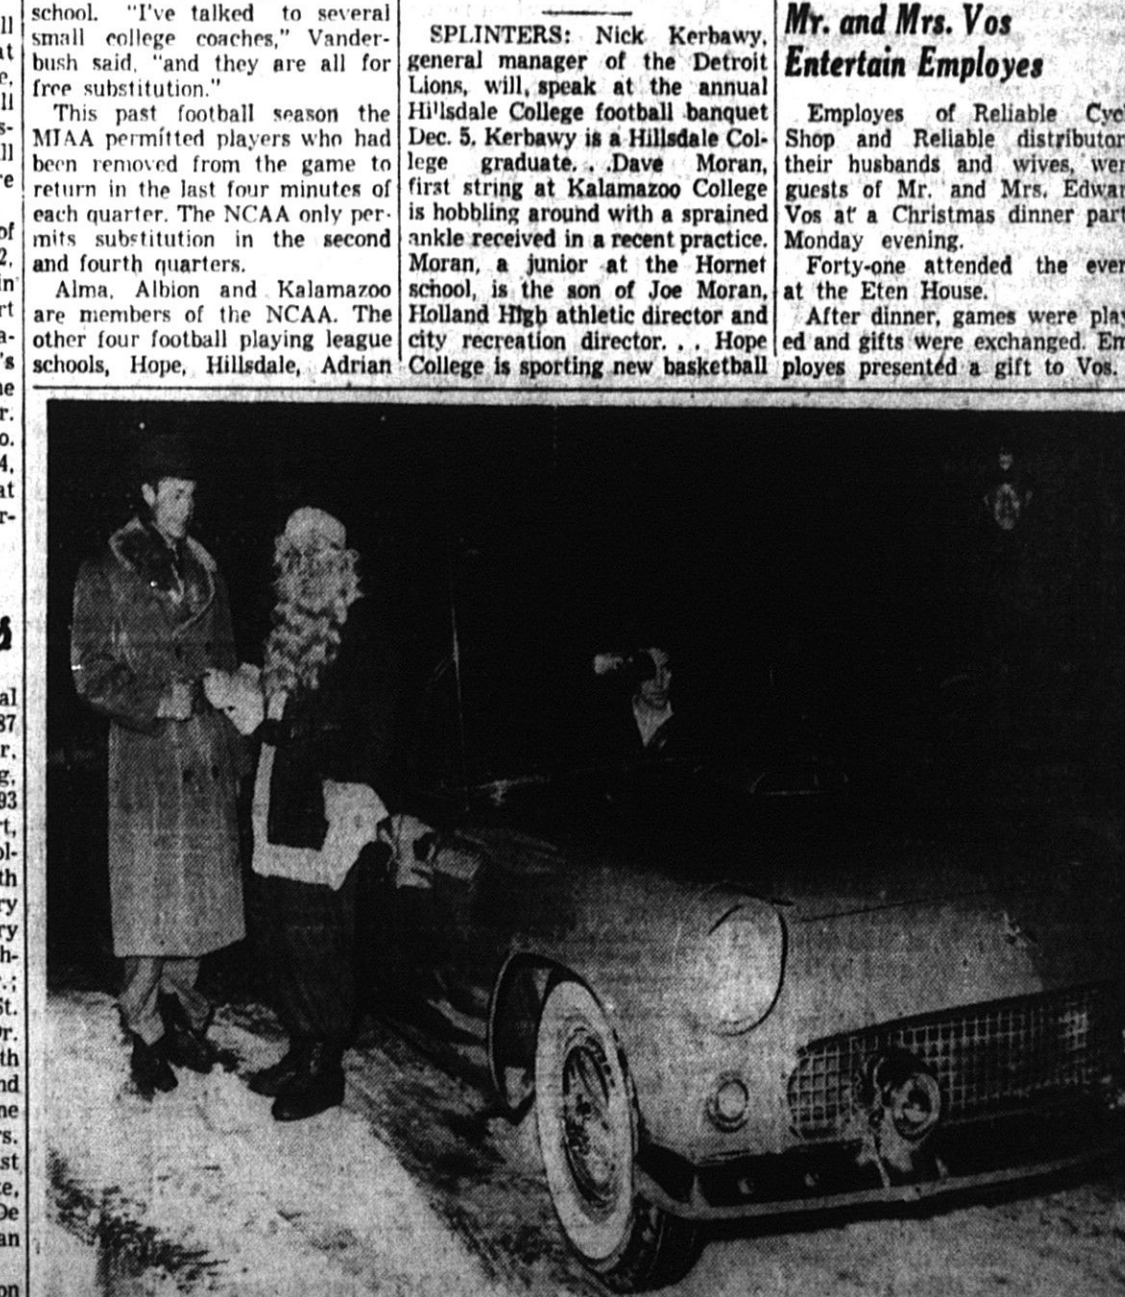 school. "I've talked to several
small college coaches," Vander-
bush said, "and they are all for
free substitution."
This past football season the
MIAA permitted players who had
been removed from the game to
return in the last four minutes of
each quarter. The NCAA only per-
mits substitution in the second
and fourth quarters.
Alma, Albion and Kalamazoo
are members of the NCAA. The
other four football playing league
schools, Hope, Hillsdale, Adrian
SPLINTERS: Nick Kerbawy,
general manager of the Detroit
Lions, will, speak at the annual
Hillsdale College football banquet
Dec. 5. Kerbawy is a Hillsdale Col-
lege graduate. . .Dave Moran,
first string at Kalamazoo College
is hobbling around with a sprained
ankle received in a recent practice.
Moran, a junior at the Hornet
school, is the son of Joe Moran,
Holland High athletic director and
city recreation director. . . Hope
College is sporting new basketball
Mr. and Mrs. Vos
Entertain Employes
Employes of Reliable Cyc
Shop and Reliable distributor
their husbands and wives, wer
guests of Mr. and Mrs. Edwar
Vos at a Christmas dinner part
Monday evening.
Forty-one attended the even
at the Eten House.
After dinner, games were play
ed and gifts were exchanged. Em
ployes presented a gift to Vos.